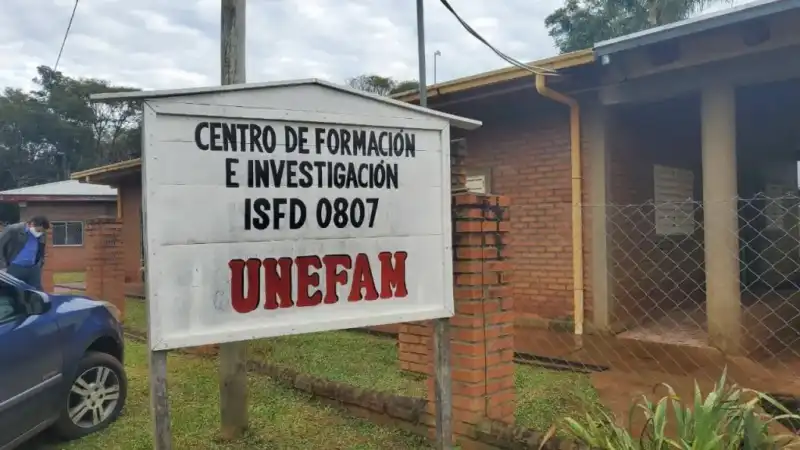 CENTRO DE FORMACIÓN
E INVESTIGACIÓN
ISFD 0807
UNEFAM